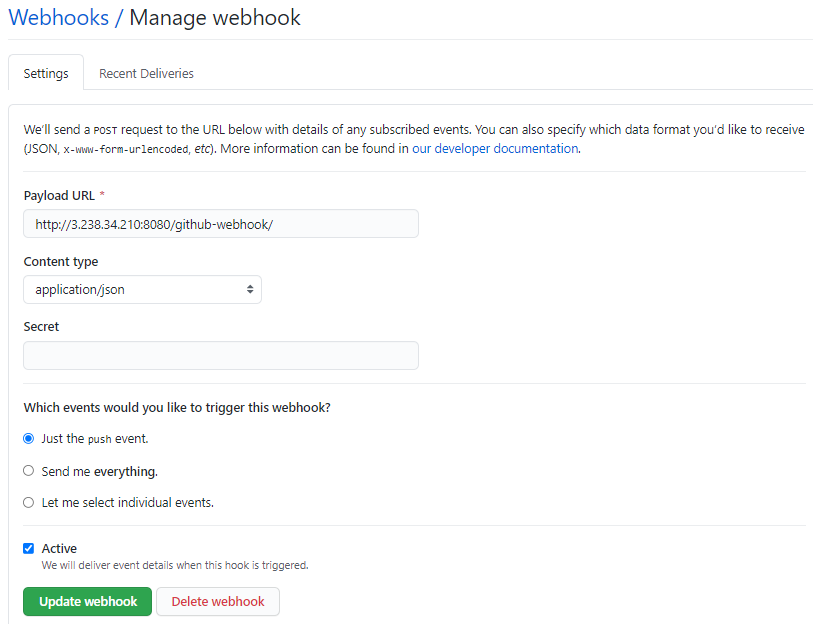 Webhooks / Manage webhook
Settings
Recent Deliveries
We'll send a POST request to the URL below with details of any subscribed events. You can also specify which data format you'd like to receive
(JSON, x-www-form-urlencoded, etc). More information can be found in our developer documentation.
Payload URL *
http://3.238.34.210:8080/github-webhook/
Content type
application/json
Secret
Which events would you like to trigger this webhook?
Just the push event.
Send me everything.
Let me select individual events.
Active
We will deliver event details when this hook is triggered.
Update webhook
Delete webhook